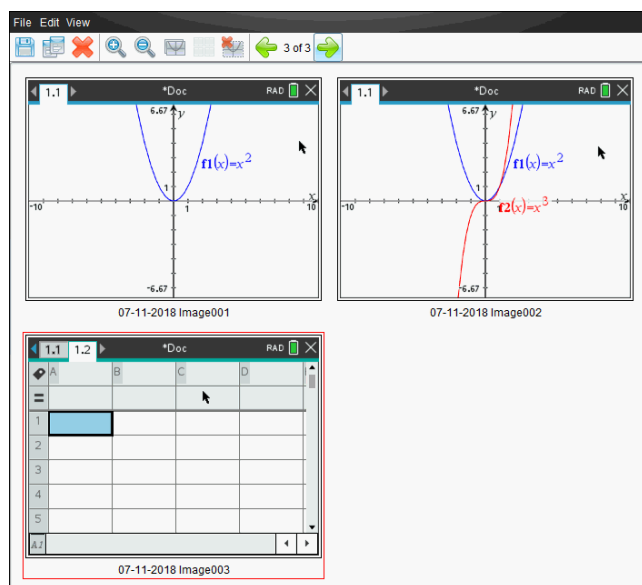 File Edit View
3 of 3
1.1 *Doc RAD
6.67 y
f1(x)=x²
1
-10 1 x 10
-6.67
07-11-2018 Image001
1.1 *Doc RAD
6.67 y
f1(x)=x²
1
-10 f2(x)=x³ x 10
-6.67
07-11-2018 Image002
1.1 1.2 *Doc RAD
A B C D
=
1
2
3
4
5
A1
07-11-2018 Image003